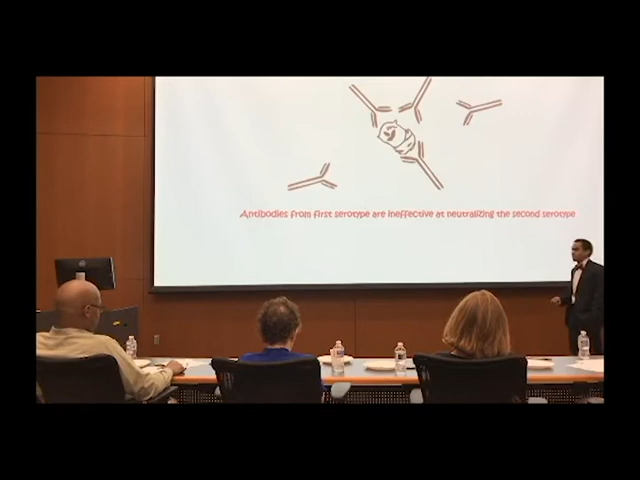 Antibodies from first serotype are ineffective at neutralizing the second serotype